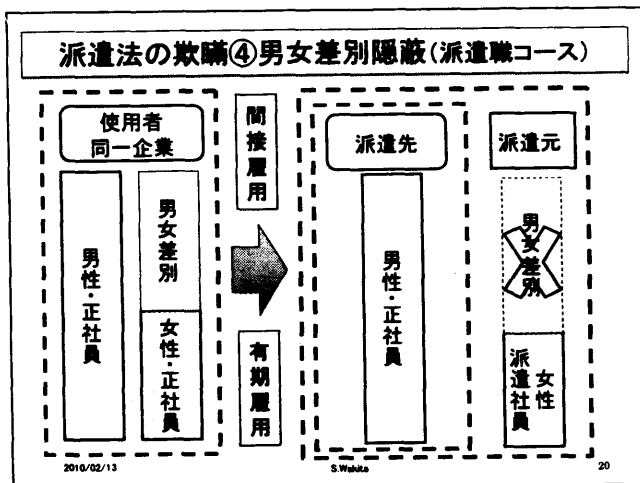 派遣法の欺瞞④男女差別隠蔽(派遣職コース)
使用者
同一企業
男性・正社員
男女差別
女性・正社員
間接雇用
有期雇用
派遣先
男性・正社員
派遣元
男女差別
女性
派遣社員
2010/02/13
S.Wakita
20